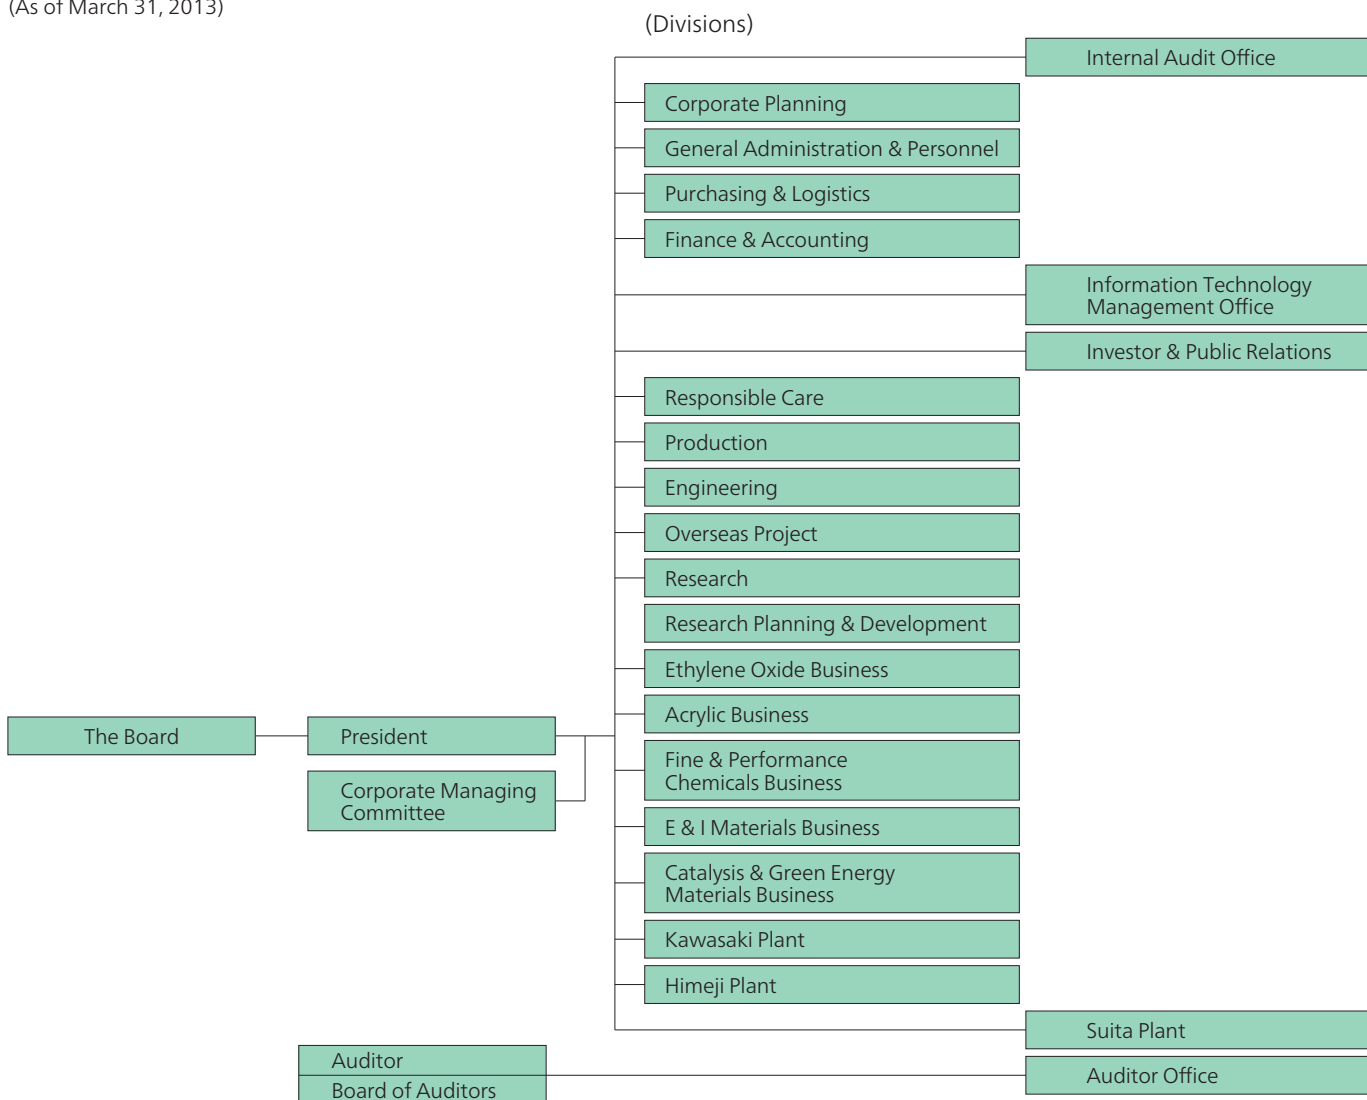 (As of March 31, 2013)
(Divisions)
Internal Audit Office
Corporate Planning
General Administration & Personnel
Purchasing & Logistics
Finance & Accounting
Information Technology
Management Office
Investor & Public Relations
Responsible Care
Production
Engineering
Overseas Project
Research
Research Planning & Development
Ethylene Oxide Business
Acrylic Business
The Board
President
Fine & Performance
Chemicals Business
Corporate Managing
Committee
E & I Materials Business
Catalysis & Green Energy
Materials Business
Kawasaki Plant
Himeji Plant
Suita Plant
Auditor
Board of Auditors
Auditor Office